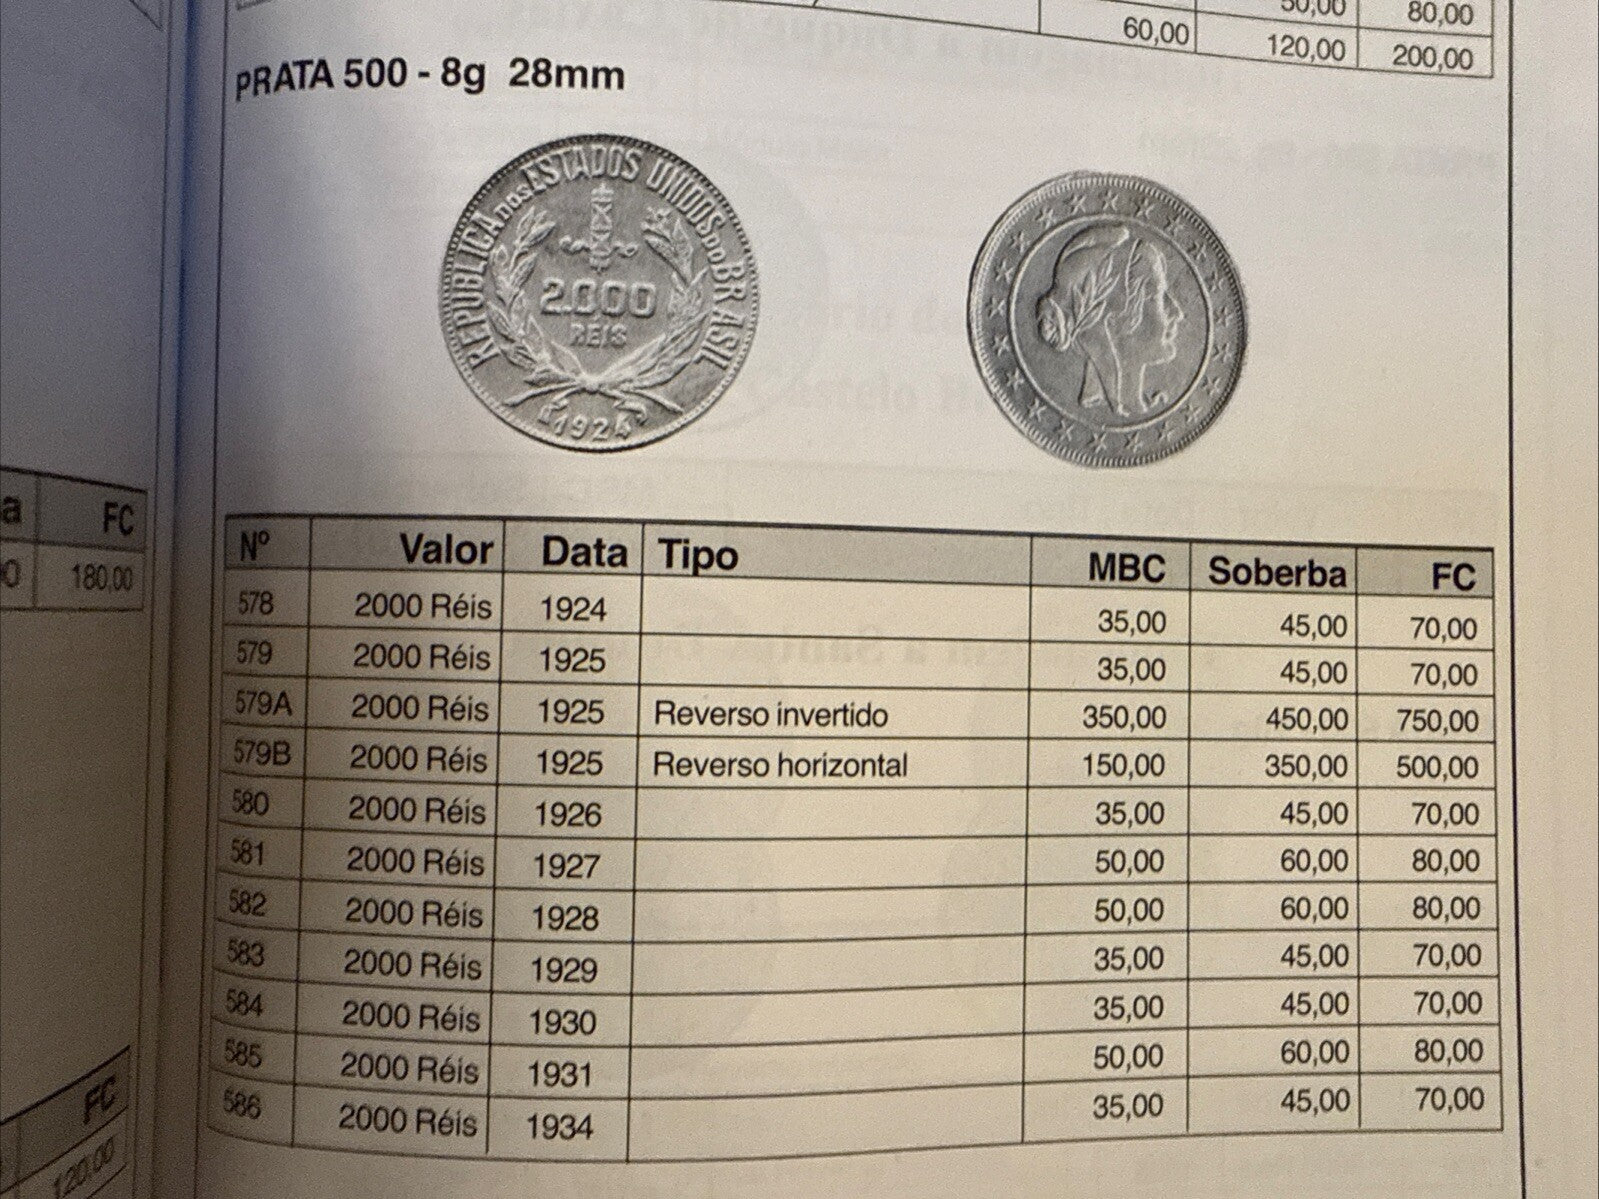 50,00 80,00
60,00 120,00 200,00
PRATA 500 - 8g 28mm
REPUBLICA DOS ESTADOS UNIDOS DO BRASIL
2.000
RÉIS
1924
a FC
0 180,00
Nº Valor Data Tipo MBC Soberba FC
578 2000 Réis 1924 35,00 45,00 70,00
579 2000 Réis 1925 35,00 45,00 70,00
579A 2000 Réis 1925 Reverso invertido 350,00 450,00 750,00
579B 2000 Réis 1925 Reverso horizontal 150,00 350,00 500,00
580 2000 Réis 1926 35,00 45,00 70,00
581 2000 Réis 1927 50,00 60,00 80,00
582 2000 Réis 1928 50,00 60,00 80,00
583 2000 Réis 1929 35,00 45,00 70,00
584 2000 Réis 1930 35,00 45,00 70,00
585 2000 Réis 1931 50,00 60,00 80,00
586 2000 Réis 1934 35,00 45,00 70,00
FC
120,00